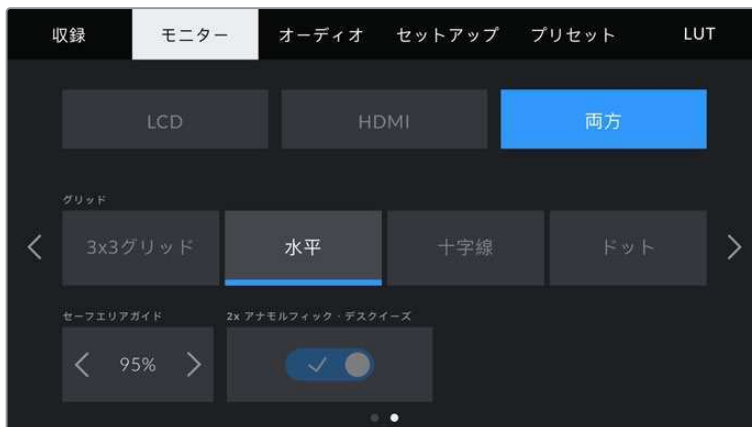 収録 モニター オーディオ セットアップ プリセット LUT
LCD HDMI 両方
グリッド
3x3グリッド 水平 十字線 ドット
セーフエリアガイド 2x アナモルフィック・デスクイーズ
95%